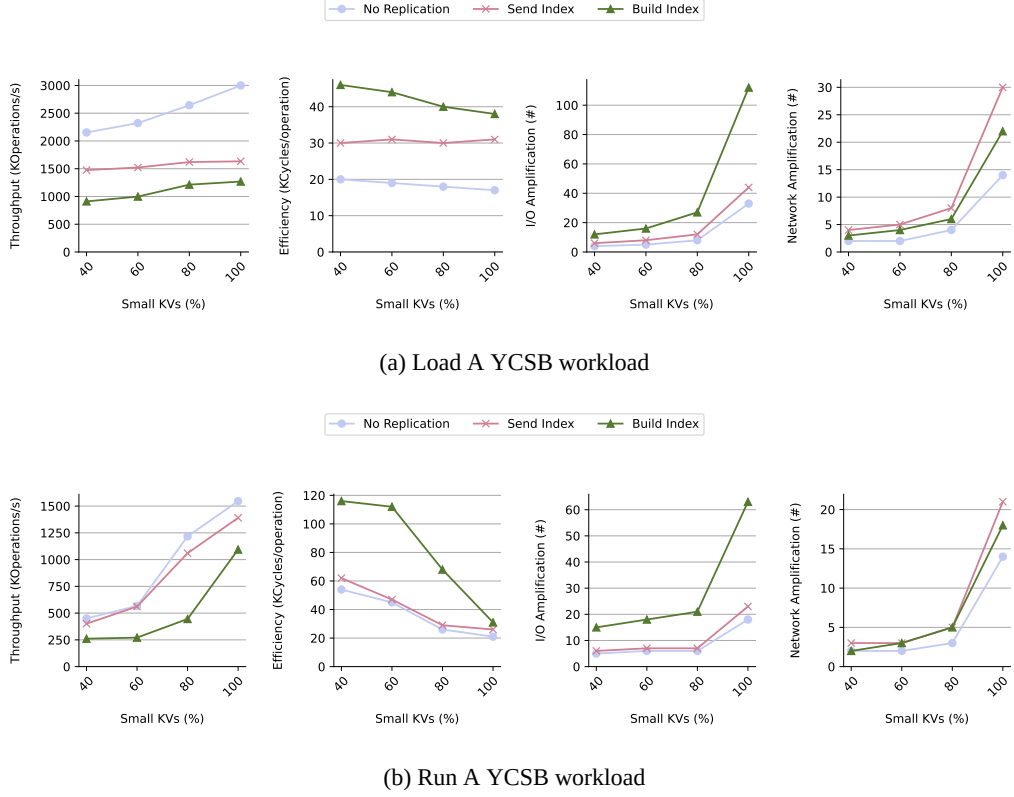 No Replication Send Index Build Index
Throughput (KOperations/s)
3000
2500
2000
1500
1000
500
0
40 60 80 100
Small KVs (%)
Efficiency (KCycles/operation)
40
30
20
10
0
40 60 80 100
Small KVs (%)
I/O Amplification (#)
100
80
60
40
20
0
40 60 80 100
Small KVs (%)
Network Amplification (#)
30
25
20
15
10
5
0
40 60 80 100
Small KVs (%)
(a) Load A YCSB workload
No Replication Send Index Build Index
Throughput (KOperations/s)
1500
1250
1000
750
500
250
0
40 60 80 100
Small KVs (%)
Efficiency (KCycles/operation)
120
100
80
60
40
20
0
40 60 80 100
Small KVs (%)
I/O Amplification (#)
60
50
40
30
20
10
0
40 60 80 100
Small KVs (%)
Network Amplification (#)
20
15
10
5
0
40 60 80 100
Small KVs (%)
(b) Run A YCSB workload